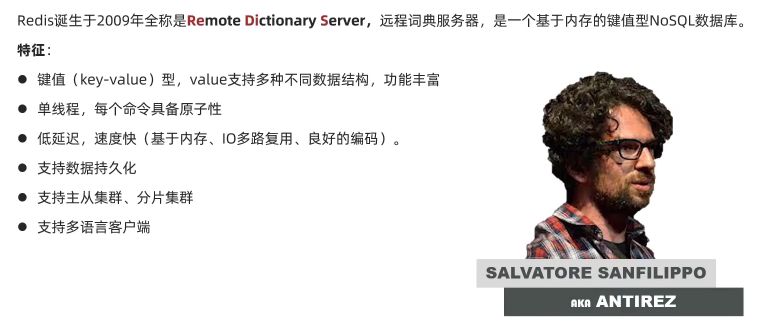 Redis诞生于2009年全称是Remote Dictionary Server，远程词典服务器，是一个基于内存的键值型NoSQL数据库。
特征：
● 键值（key-value）型，value支持多种不同数据结构，功能丰富
● 单线程，每个命令具备原子性
● 低延迟，速度快（基于内存、IO多路复用、良好的编码）。
● 支持数据持久化
● 支持主从集群、分片集群
● 支持多语言客户端
SALVATORE SANFILIPPO
AKA ANTIREZ